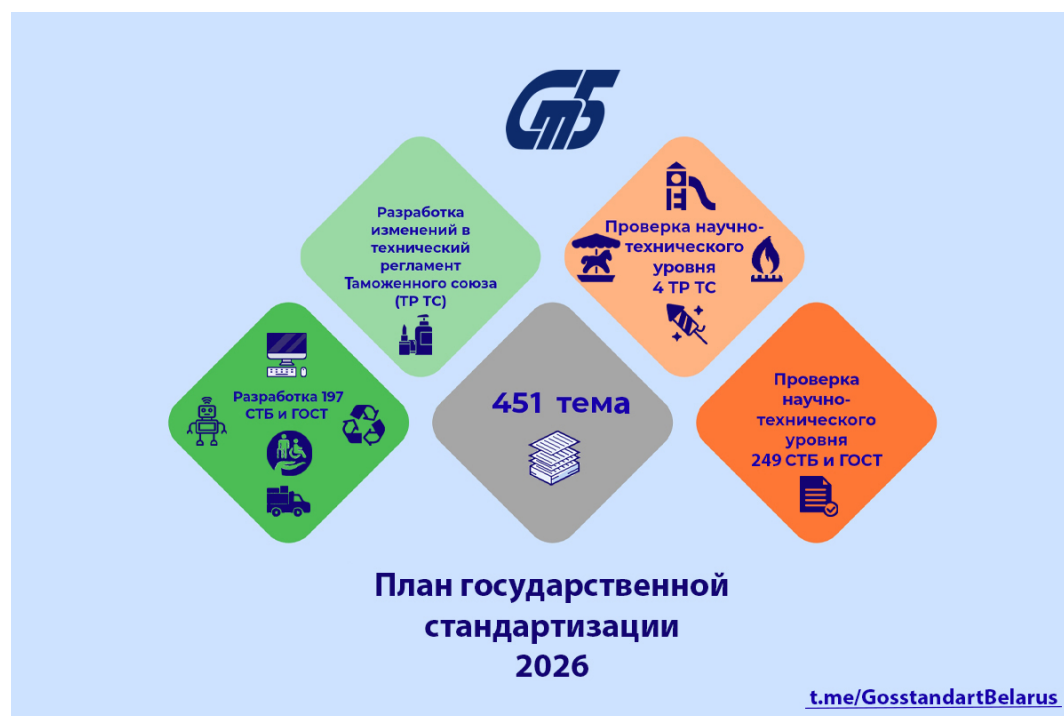 СТБ
Разработка
изменений в
технический
регламент
Таможенного союза
(ТР ТС)
Проверка научно-
технического
уровня
4 ТР ТС
Разработка 197
СТБ и ГОСТ
451 тема
Проверка
научно-
технического
уровня
249 СТБ и ГОСТ
План государственной
стандартизации
2026
t.me/GosstandartBelarus